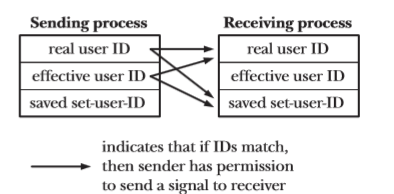 Sending process Receiving process
real user ID real user ID
effective user ID effective user ID
saved set-user-ID saved set-user-ID
indicates that if IDs match,
then sender has permission
to send a signal to receiver